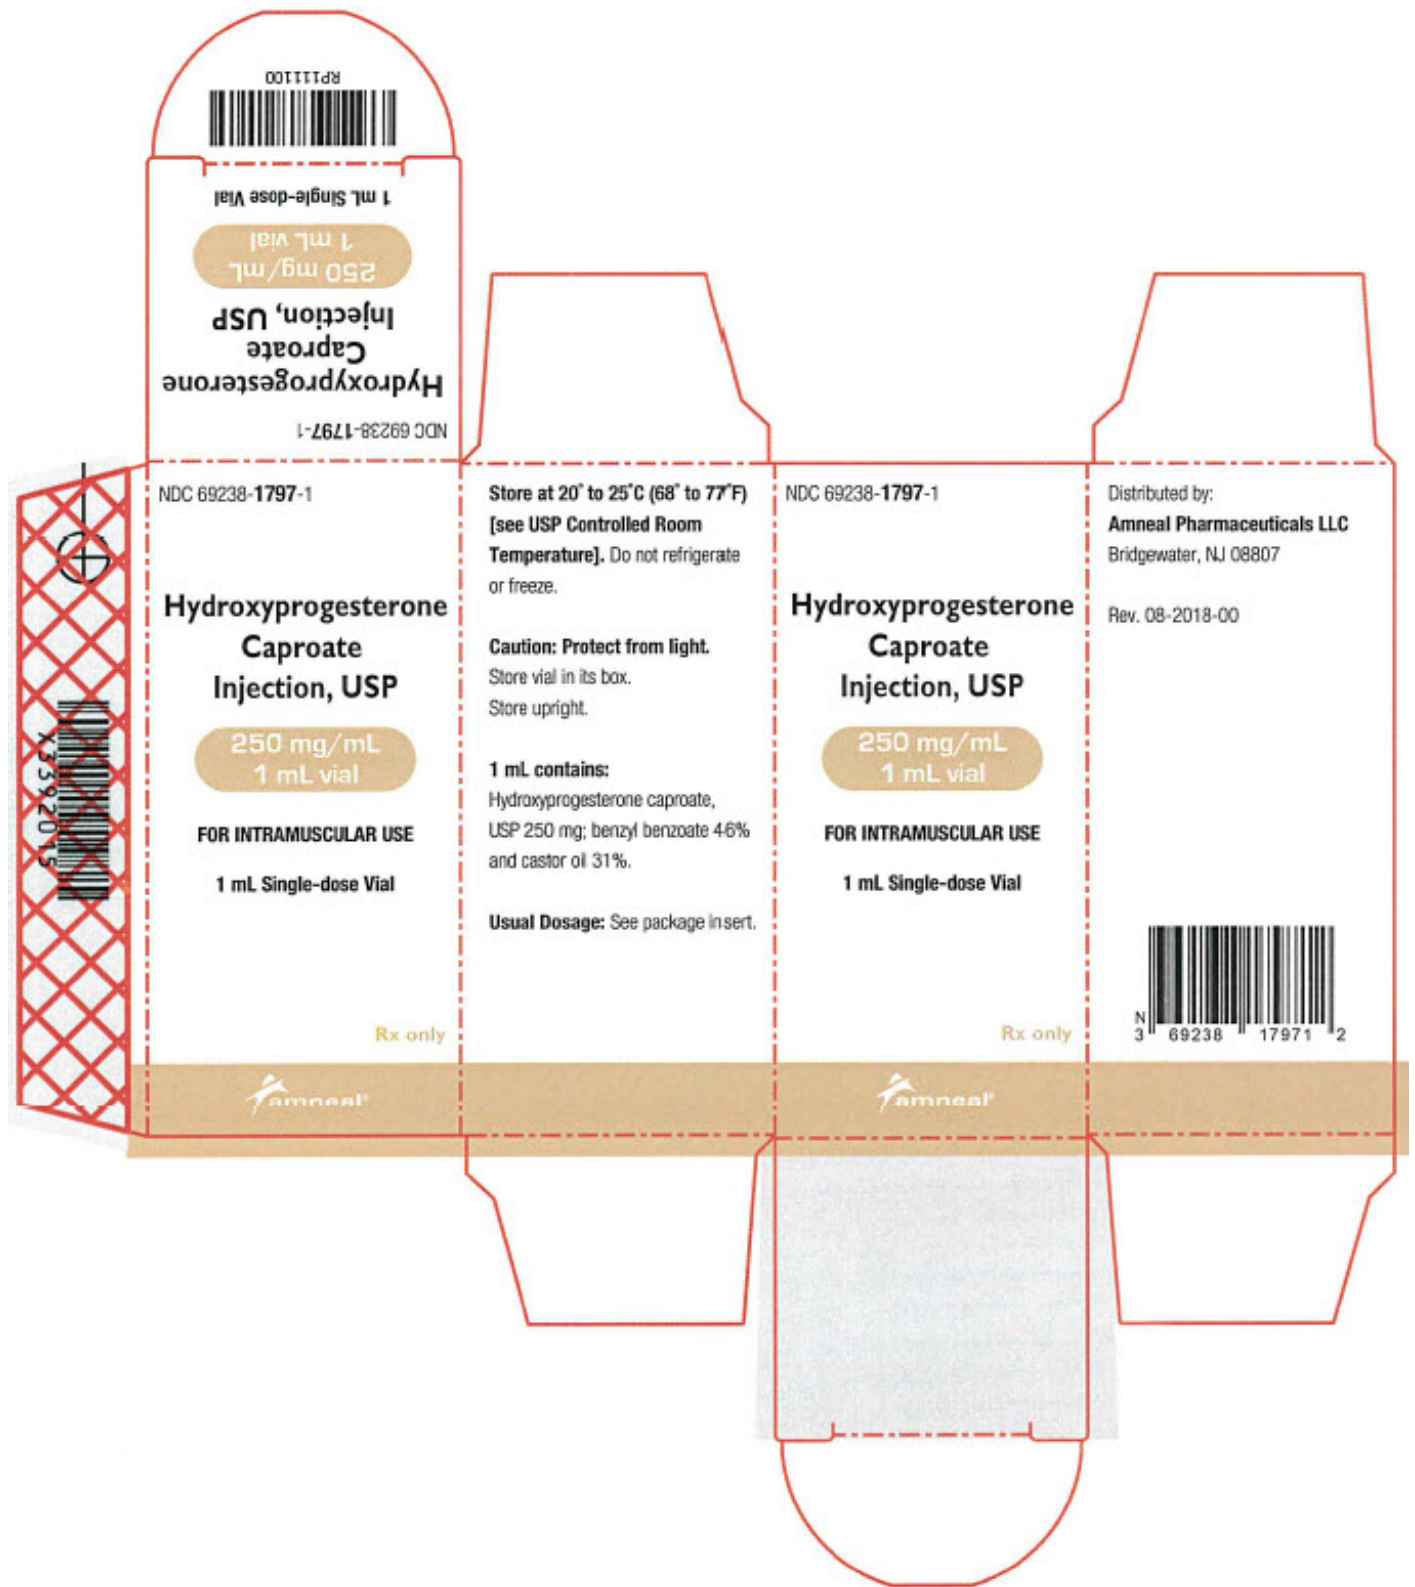 RP111100
1 mL Single-dose Vial
250 mg/mL
1 mL vial
Hydroxyprogesterone
Caproate
Injection, USP
NDC 69238-1797-1
X3392015
NDC 69238-1797-1
Hydroxyprogesterone
Caproate
Injection, USP
250 mg/mL
1 mL vial
FOR INTRAMUSCULAR USE
1 mL Single-dose Vial
Rx only
amneal®
Store at 20° to 25°C (68° to 77°F)
[see USP Controlled Room
Temperature]. Do not refrigerate
or freeze.
Caution: Protect from light.
Store vial in its box.
Store upright.
1 mL contains:
Hydroxyprogesterone caproate,
USP 250 mg; benzyl benzoate 46%
and castor oil 31%.
Usual Dosage: See package insert.
NDC 69238-1797-1
Hydroxyprogesterone
Caproate
Injection, USP
250 mg/mL
1 mL vial
FOR INTRAMUSCULAR USE
1 mL Single-dose Vial
Rx only
amneal®
Distributed by:
Amneal Pharmaceuticals LLC
Bridgewater, NJ 08807
Rev. 08-2018-00
N
3 69238 17971 2